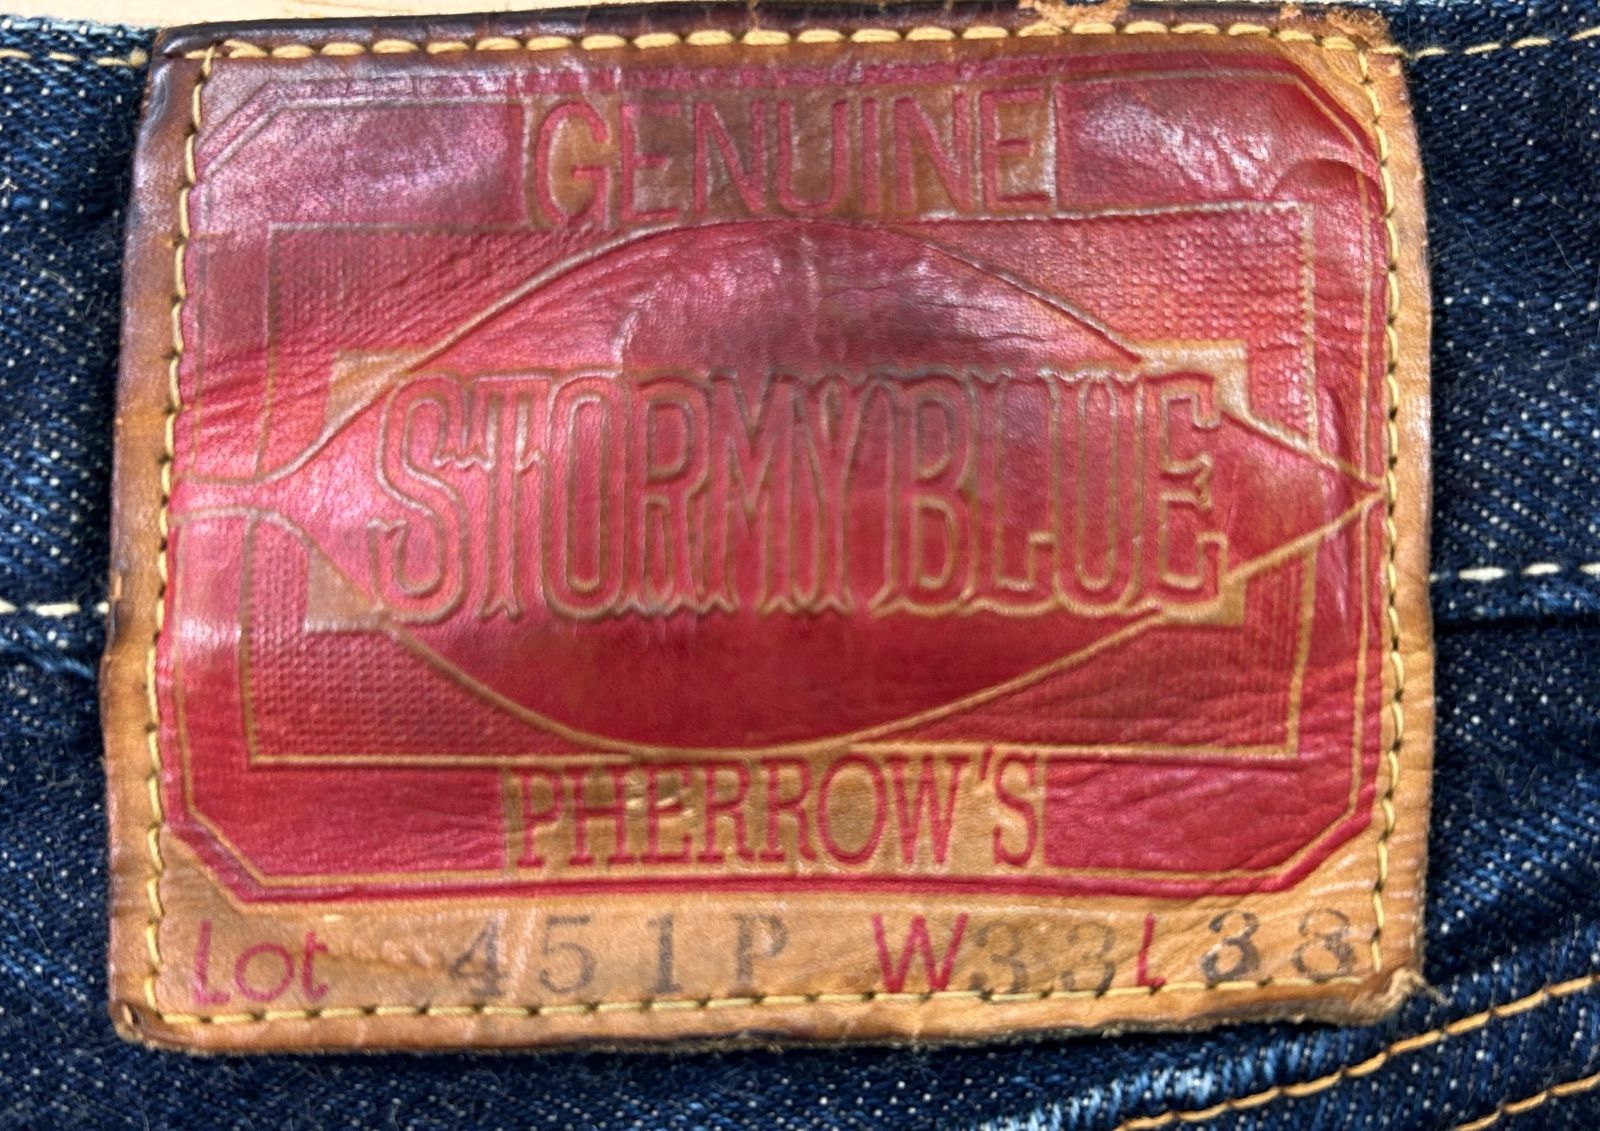 GENUINE
STORMY BLUE
PHERROW'S
Lot 451P W33 L38